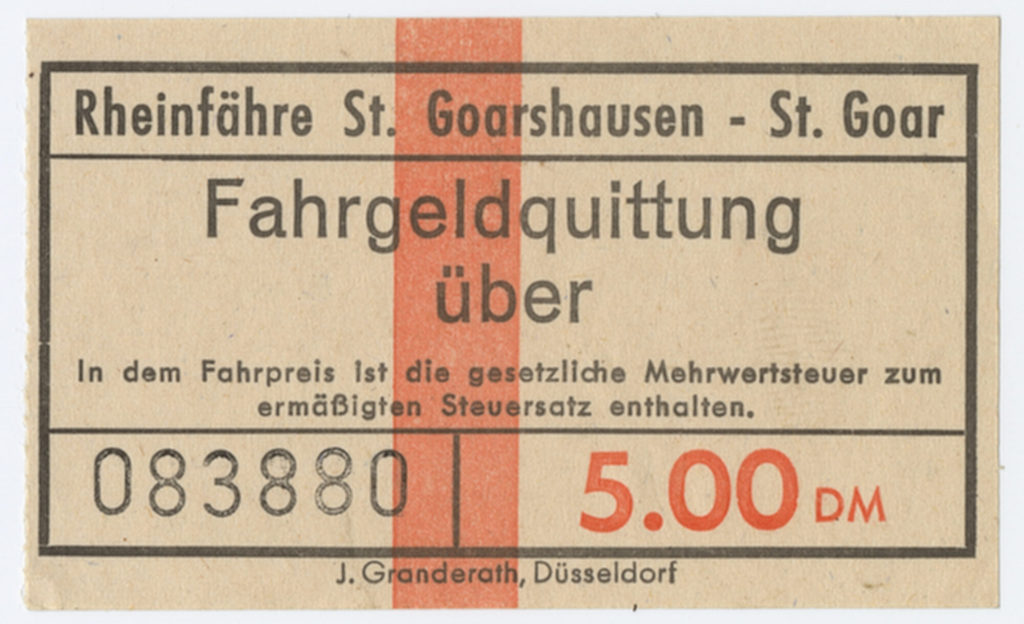 Rheinfähre St. Goarshausen - St. Goar
Fahrgeldquittung
über
In dem Fahrpreis ist die gesetzliche Mehrwertsteuer zum
ermäßigten Steuersatz enthalten.
083880 5.00 DM
J. Granderath, Düsseldorf